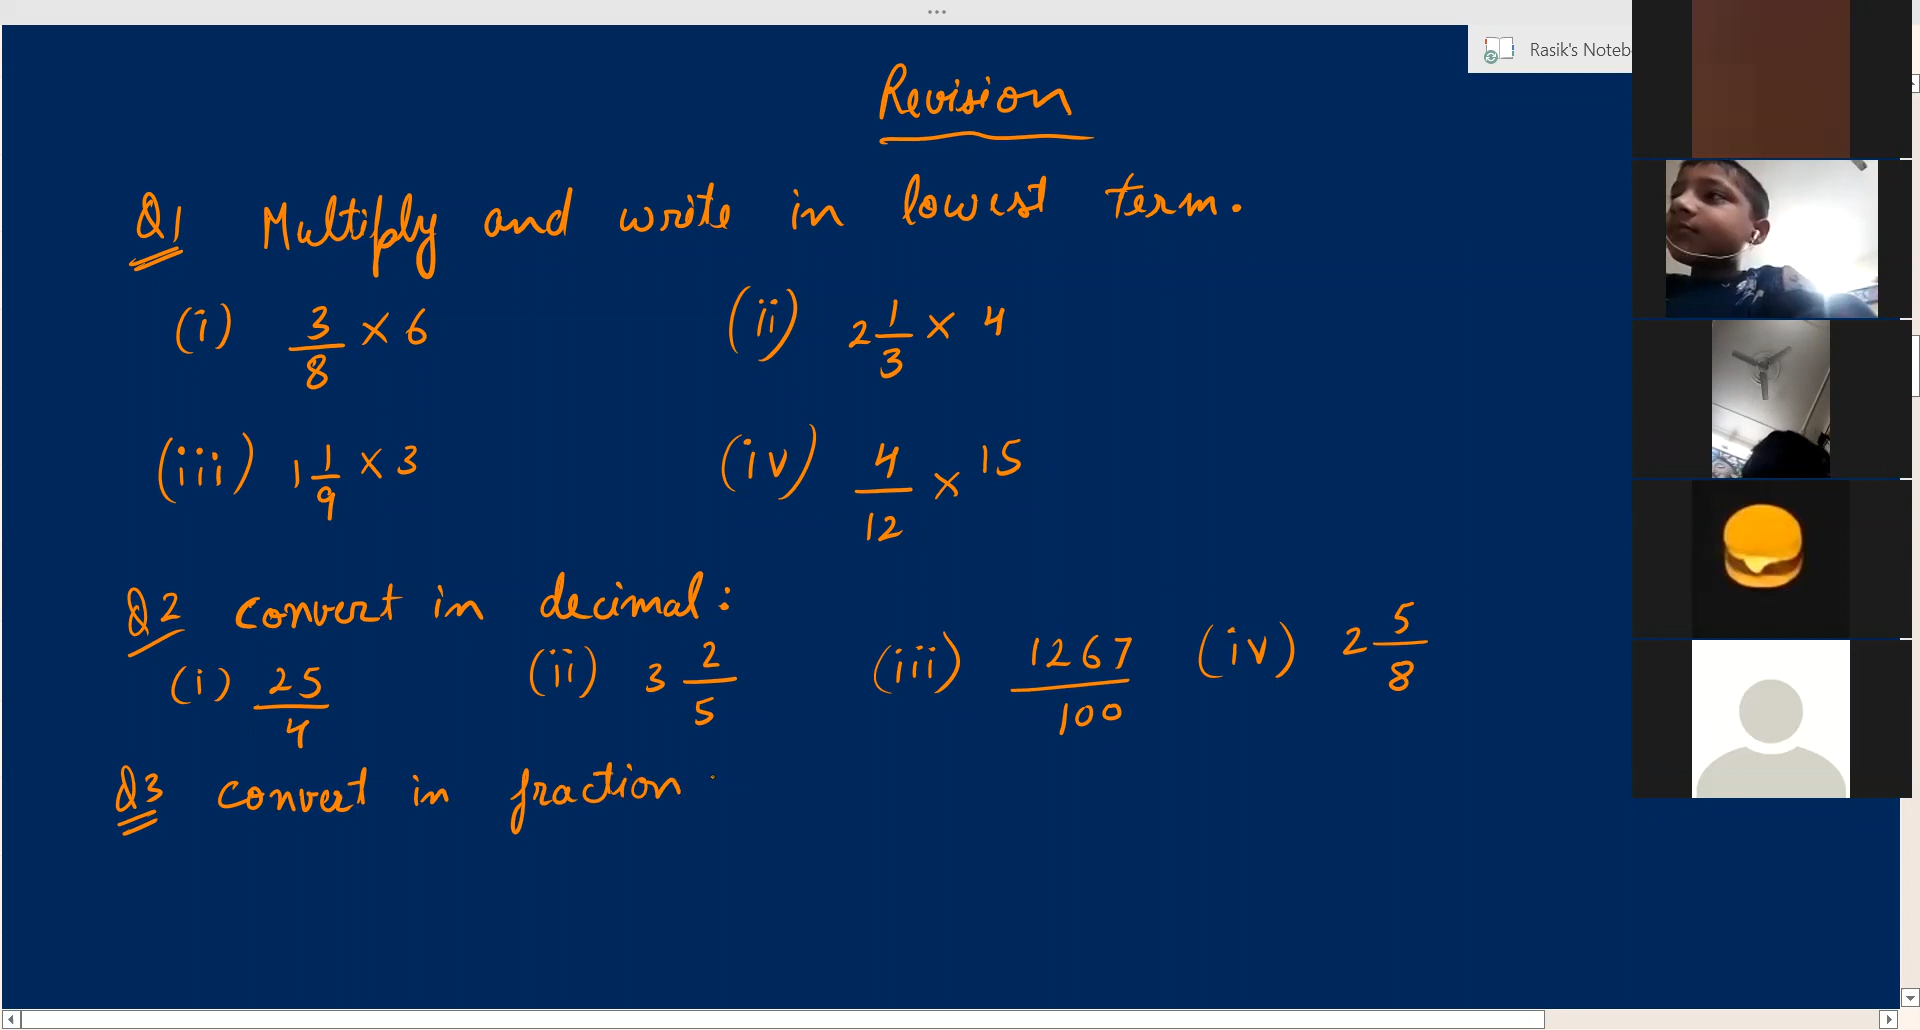 Rasik's Noteb
Revision
Q1 Multiply and write in lowest term.
(i) 3/8 × 6 (ii) 2 1/3 × 4
(iii) 1 1/9 × 3 (iv) 4/12 × 15
Q2 convert in decimal:
(i) 25/4 (ii) 3 2/5 (iii) 1267/100 (iv) 2 5/8
Q3 convert in fraction